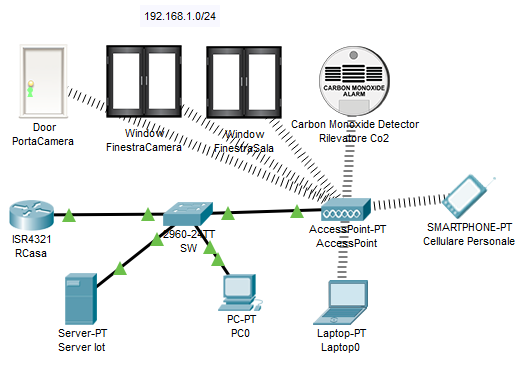 192.168.1.0/24
CARBON MONOXIDE
ALARM
Door
PortaCamera
Window
FinestraCamera
Window
FinestraSala
Carbon Monoxide Detector
Rilevatore Co2
ISR4321
RCasa
2960-24TT
SW
AccessPoint-PT
AccessPoint
SMARTPHONE-PT
Cellulare Personale
Server-PT
Server Iot
PC-PT
PC0
Laptop-PT
Laptop0